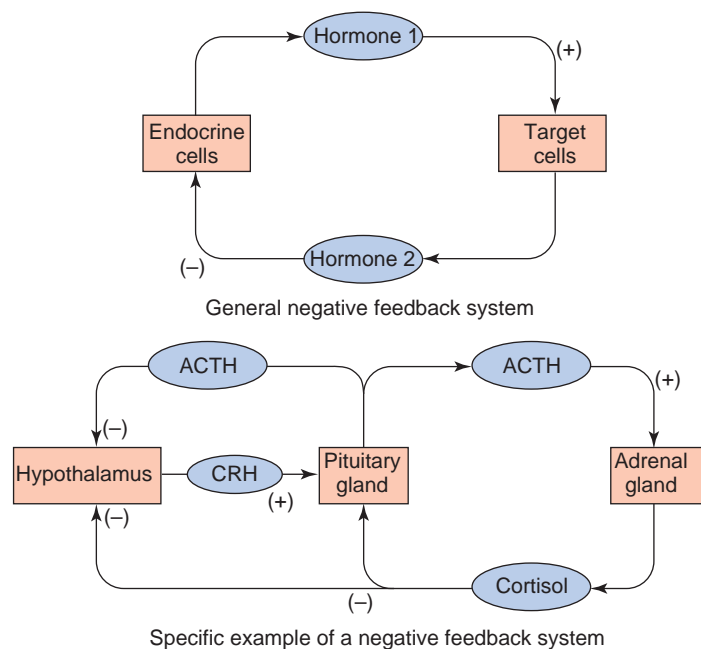 Hormone 1
(+)
Endocrine
cells
Target
cells
Hormone 2
(–)
General negative feedback system
ACTH
ACTH
(+)
(–)
Hypothalamus
CRH
(+)
Pituitary
gland
Adrenal
gland
(–)
Cortisol
(–)
Specific example of a negative feedback system